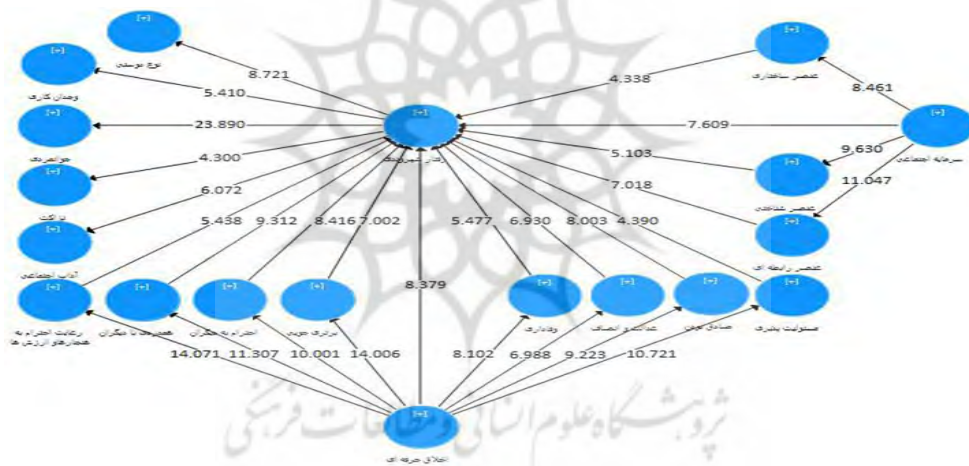 [+]
نوع دوستی
[+]
وجدان کاری
[+]
جوانمردی
[+]
نزاکت
[+]
آداب اجتماعی
[+]
رفتار شهروندی
[+]
عنصر ساختاری
[+]
سرمایه اجتماعی
[+]
عنصر شناختی
[+]
عنصر رابطه ای
8.721
5.410
23.890
4.300
6.072
4.338
8.461
7.609
9.630
5.103
11.047
7.018
5.438
9.312
8.416
7.002
5.477
6.930
8.003
4.390
8.379
[+]
رعایت احترام به
هنجارهاو ارزش ها
[+]
همدردی با دیگران
[+]
احترام به دیگران
[+]
برتری جویی
[+]
وفاداری
[+]
عدالت و انصاف
[+]
صادق بودن
[+]
مسئولیت پذیری
14.071
11.307
10.001
14.006
8.102
6.988
9.223
10.721
[+]
اخلاق حرفه ای
پژوهشگاه علوم انسانی و مطالعات فرهنگی